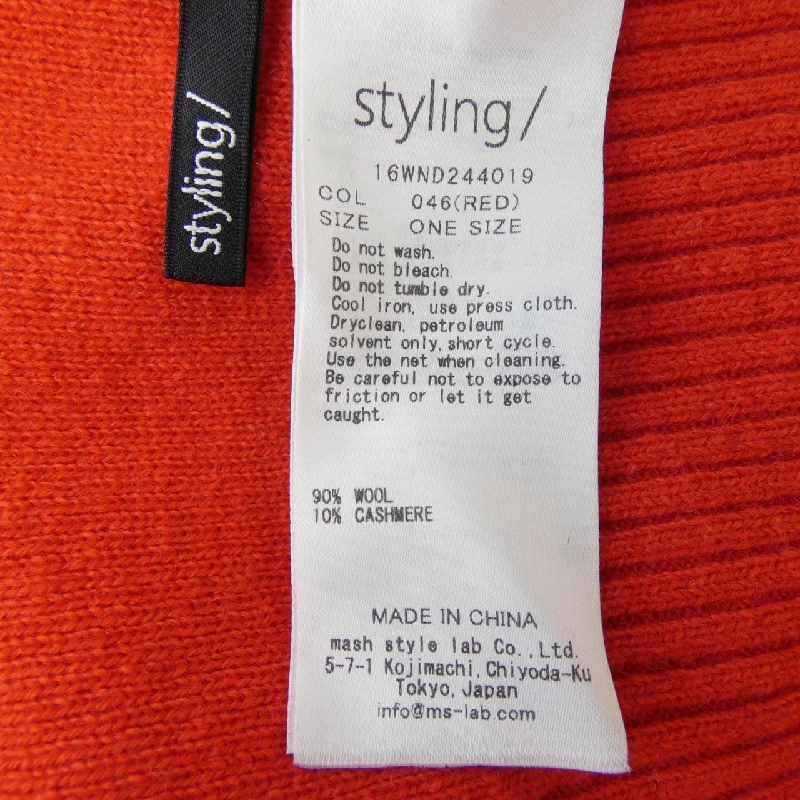 styling/
styling/
16WND244019
COL 046(RED)
SIZE ONE SIZE
Do not wash.
Do not bleach.
Do not tumble dry.
Cool iron, use press cloth.
Dryclean, petroleum
solvent only, short cycle.
Use the net when cleaning.
Be careful not to expose to
friction or let it get
caught.
90% WOOL
10% CASHMERE
MADE IN CHINA
mash style lab Co.,Ltd.
5-7-1 Kojimachi, Chiyoda-Ku
Tokyo, Japan
info@ms-lab.com